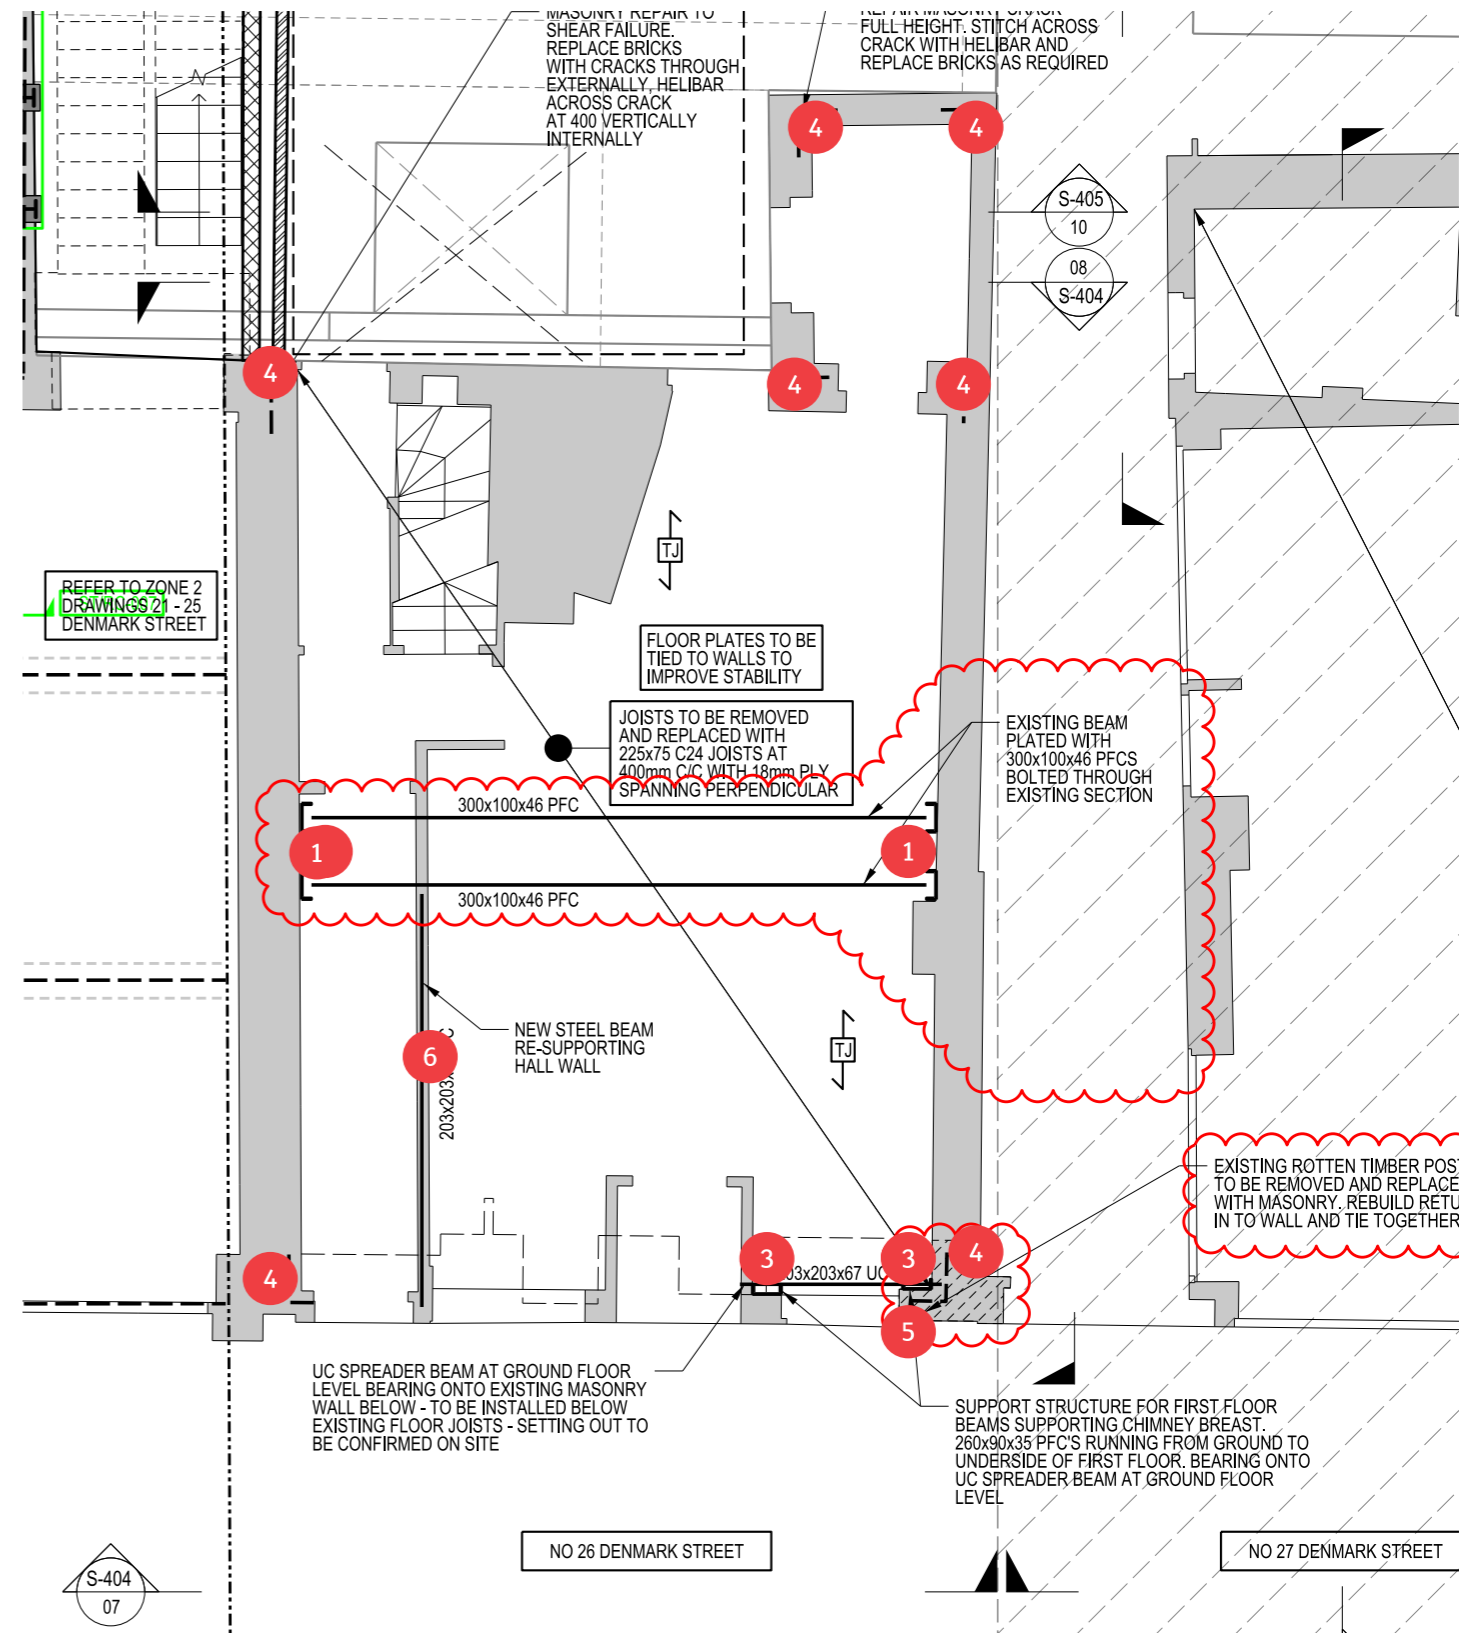 MASONRY REPAIR TO
SHEAR FAILURE.
REPLACE BRICKS
WITH CRACKS THROUGH
EXTERNALLY, HELIBAR
ACROSS CRACK
AT 400 VERTICALLY
INTERNALLY
REPAIR MASONRY CRACK
FULL HEIGHT. STITCH ACROSS
CRACK WITH HELIBAR AND
REPLACE BRICKS AS REQUIRED
N
4
4
S-405
10
08
S-404
4
4
4
TJ
REFER TO ZONE 2
DRAWINGS 21 - 25
DENMARK STREET
FLOOR PLATES TO BE
TIED TO WALLS TO
IMPROVE STABILITY
JOISTS TO BE REMOVED
AND REPLACED WITH
225x75 C24 JOISTS AT
400mm C/C WITH 18mm PLY
SPANNING PERPENDICULAR
EXISTING BEAM
PLATED WITH
300x100x46 PFCS
BOLTED THROUGH
EXISTING SECTION
300x100x46 PFC
1
1
300x100x46 PFC
NEW STEEL BEAM
RE-SUPPORTING
HALL WALL
6
203x203x
TJ
EXISTING ROTTEN TIMBER POS
TO BE REMOVED AND REPLACE
WITH MASONRY. REBUILD RETU
IN TO WALL AND TIE TOGETHER
4
3
03x203x67 UC
3
4
5
UC SPREADER BEAM AT GROUND FLOOR
LEVEL BEARING ONTO EXISTING MASONRY
WALL BELOW - TO BE INSTALLED BELOW
EXISTING FLOOR JOISTS - SETTING OUT TO
BE CONFIRMED ON SITE
SUPPORT STRUCTURE FOR FIRST FLOOR
BEAMS SUPPORTING CHIMNEY BREAST.
260x90x35 PFC'S RUNNING FROM GROUND TO
UNDERSIDE OF FIRST FLOOR. BEARING ONTO
UC SPREADER BEAM AT GROUND FLOOR
LEVEL
NO 26 DENMARK STREET
NO 27 DENMARK STREET
S-404
07